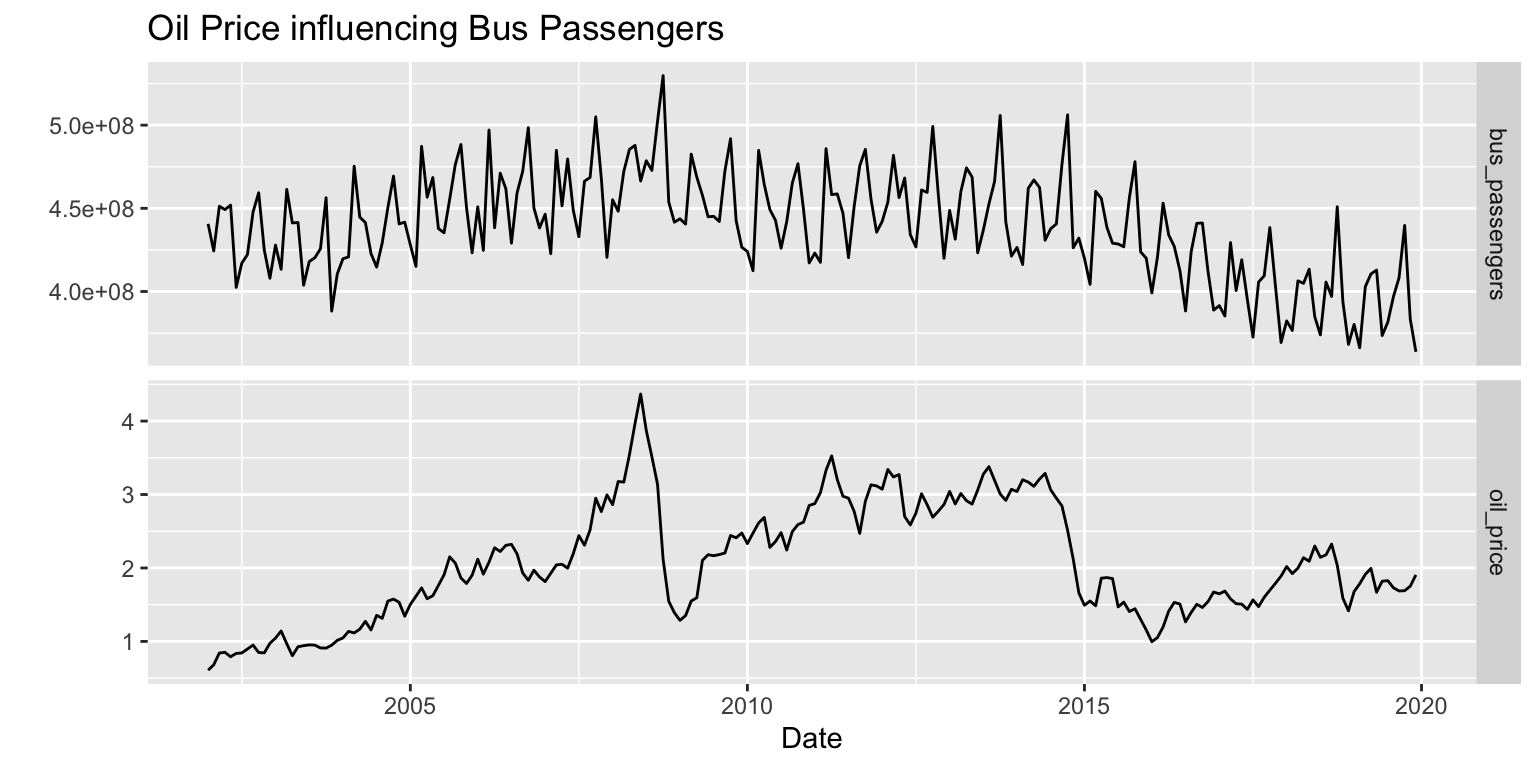 Oil Price influencing Bus Passengers
5.0e+08
4.5e+08
4.0e+08
bus_passengers
4
3
2
1
oil_price
2005 2010 2015 2020
Date